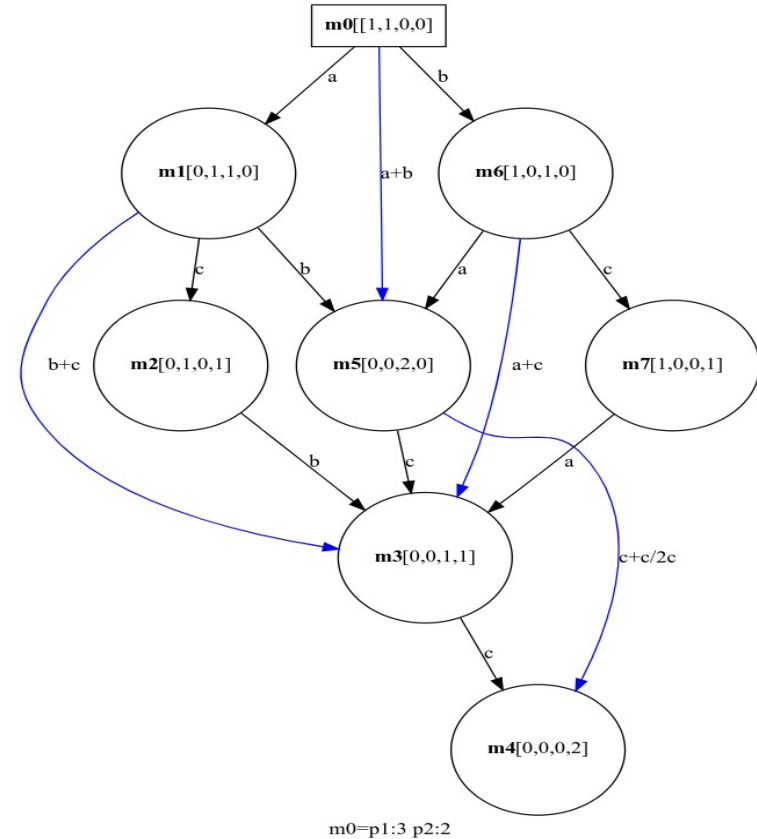 m0[[1,1,0,0]
a
b
m1[0,1,1,0]
a+b
m6[1,0,1,0]
c
b
a
c
b+c
m2[0,1,0,1]
m5[0,0,2,0]
a+c
m7[1,0,0,1]
b
c
a
m3[0,0,1,1]
c+c/2c
c
m4[0,0,0,2]
m0=p1:3 p2:2